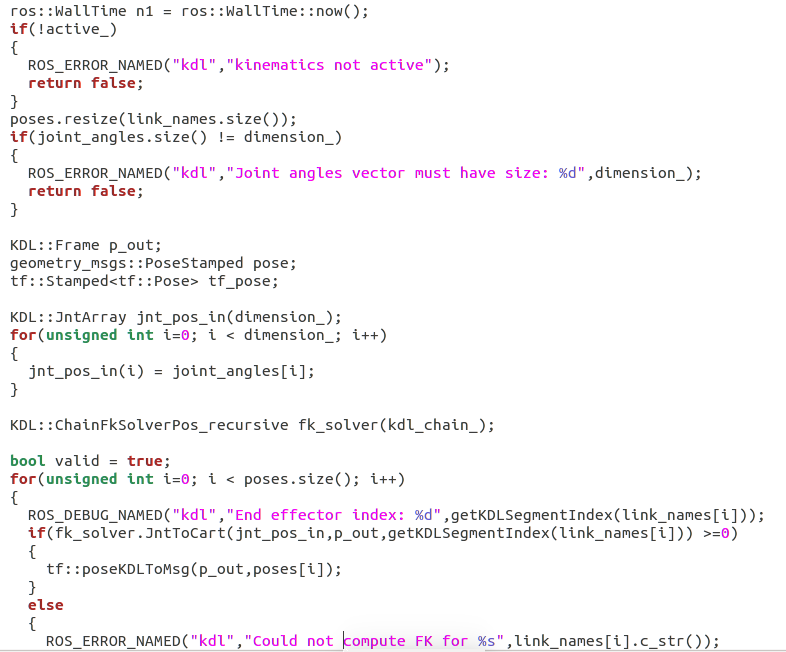 ros::WallTime n1 = ros::WallTime::now();
if(!active_)
{
  ROS_ERROR_NAMED("kdl","kinematics not active");
  return false;
}
poses.resize(link_names.size());
if(joint_angles.size() != dimension_)
{
  ROS_ERROR_NAMED("kdl","Joint angles vector must have size: %d",dimension_);
  return false;
}

KDL::Frame p_out;
geometry_msgs::PoseStamped pose;
tf::Stamped<tf::Pose> tf_pose;

KDL::JntArray jnt_pos_in(dimension_);
for(unsigned int i=0; i < dimension_; i++)
{
  jnt_pos_in(i) = joint_angles[i];
}

KDL::ChainFkSolverPos_recursive fk_solver(kdl_chain_);

bool valid = true;
for(unsigned int i=0; i < poses.size(); i++)
{
  ROS_DEBUG_NAMED("kdl","End effector index: %d",getKDLSegmentIndex(link_names[i]));
  if(fk_solver.JntToCart(jnt_pos_in,p_out,getKDLSegmentIndex(link_names[i])) >=0)
  {
    tf::poseKDLToMsg(p_out,poses[i]);
  }
  else
  {
    ROS_ERROR_NAMED("kdl","Could not compute FK for %s",link_names[i].c_str());